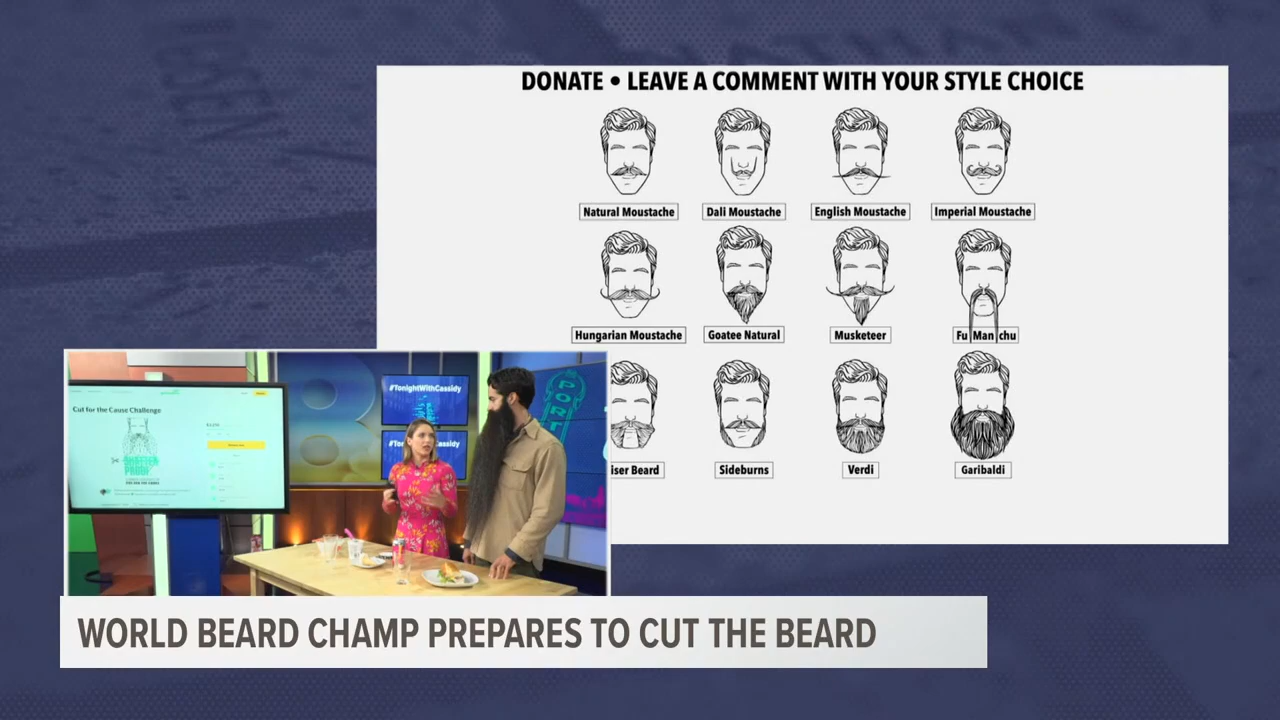 DONATE • LEAVE A COMMENT WITH YOUR STYLE CHOICE
Natural Moustache
Dali Moustache
English Moustache
Imperial Moustache
Hungarian Moustache
Goatee Natural
Musketeer
Fu Man chu
iser Beard
Sideburns
Verdi
Garibaldi
#TonightWithCassidy
Cut for the Cause Challenge
WORLD BEARD CHAMP PREPARES TO CUT THE BEARD